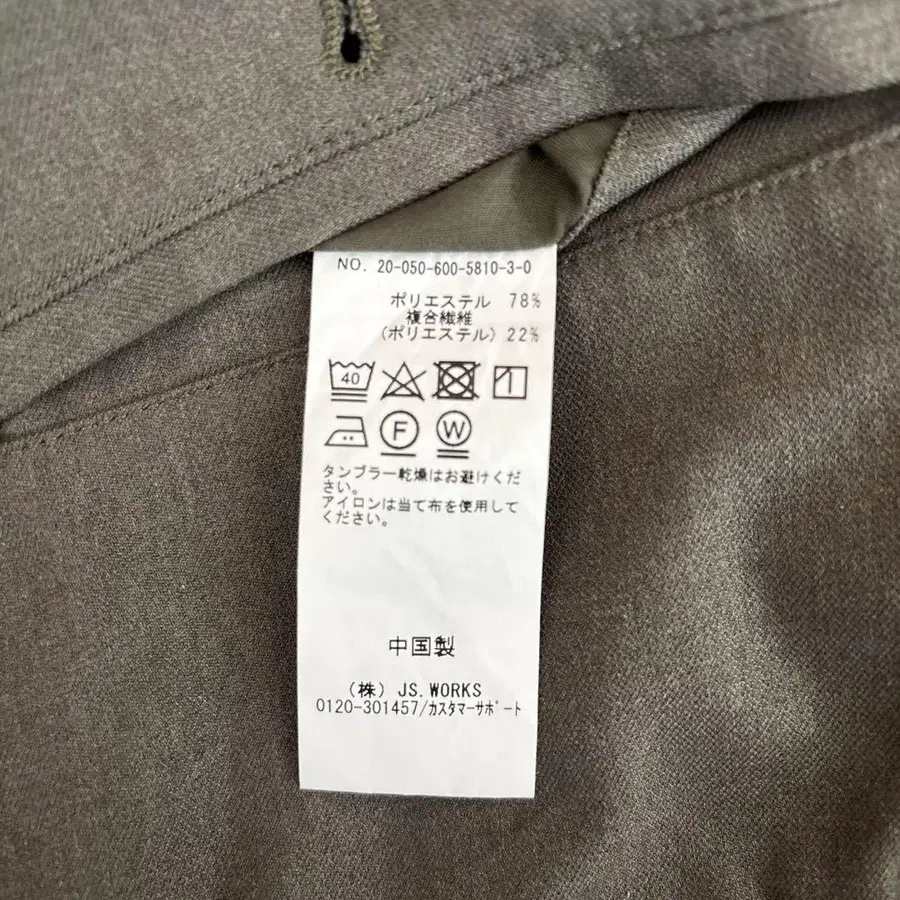 NO. 20-050-600-5810-3-0
ポリエステル 78%
複合繊維
(ポリエステル) 22%
40
F W
タンブラー乾燥はお避けくだ
さい。
アイロンは当て布を使用して
ください。
中国製
(株) JS.WORKS
0120-301457/カスタマーサポート